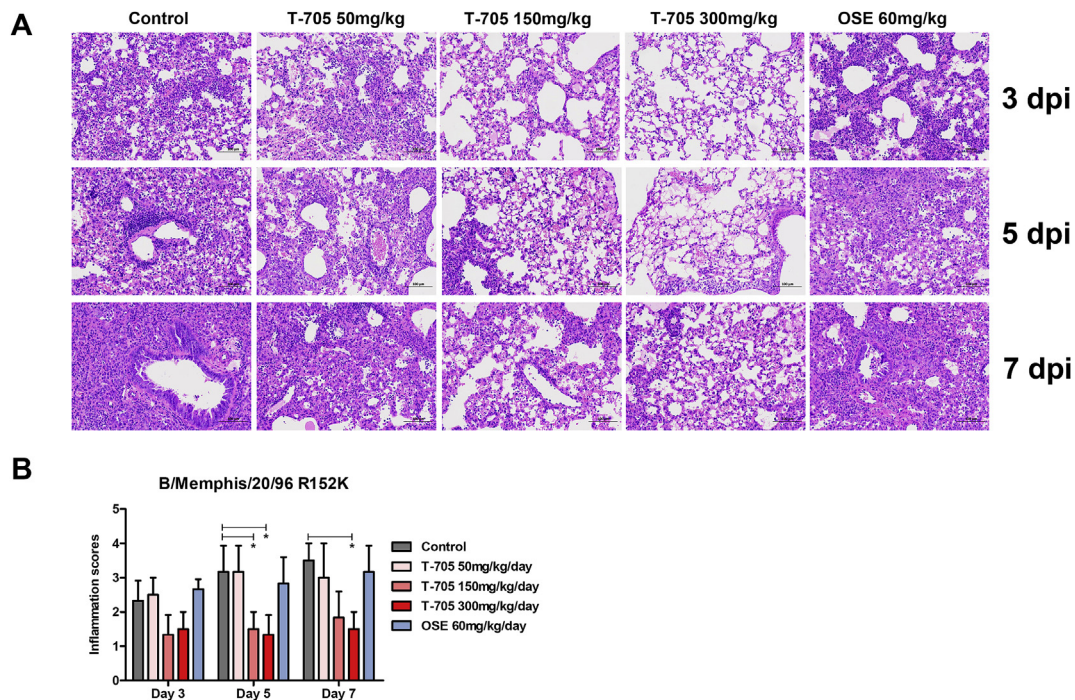 A
Control
T-705 50mg/kg
T-705 150mg/kg
T-705 300mg/kg
OSE 60mg/kg
3 dpi
5 dpi
7 dpi
B
B/Memphis/20/96 R152K
Inflammation scores
5
4
3
2
1
0
* *
*
Day 3
Day 5
Day 7
Control
T-705 50mg/kg/day
T-705 150mg/kg/day
T-705 300mg/kg/day
OSE 60mg/kg/day